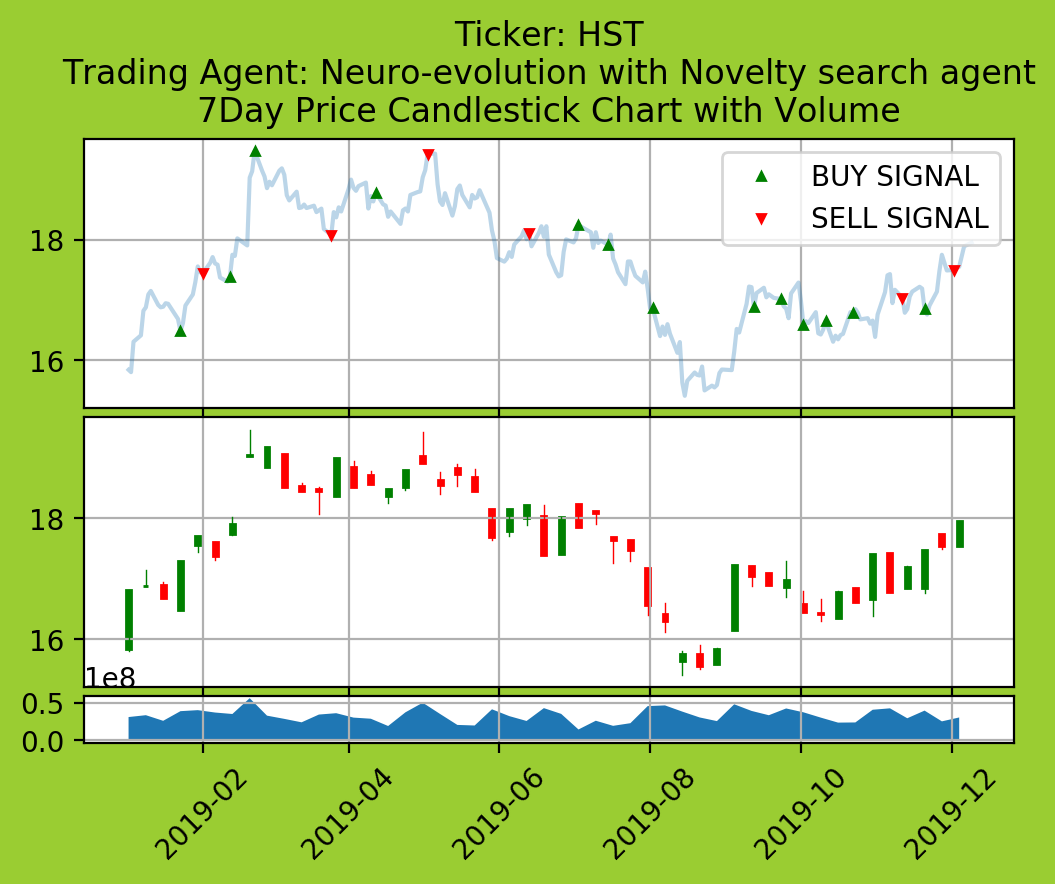 Ticker: HST
Trading Agent: Neuro-evolution with Novelty search agent
7Day Price Candlestick Chart with Volume
BUY SIGNAL
SELL SIGNAL
18
16
18
16
1e8
0.5
0.0
2019-02
2019-04
2019-06
2019-08
2019-10
2019-12